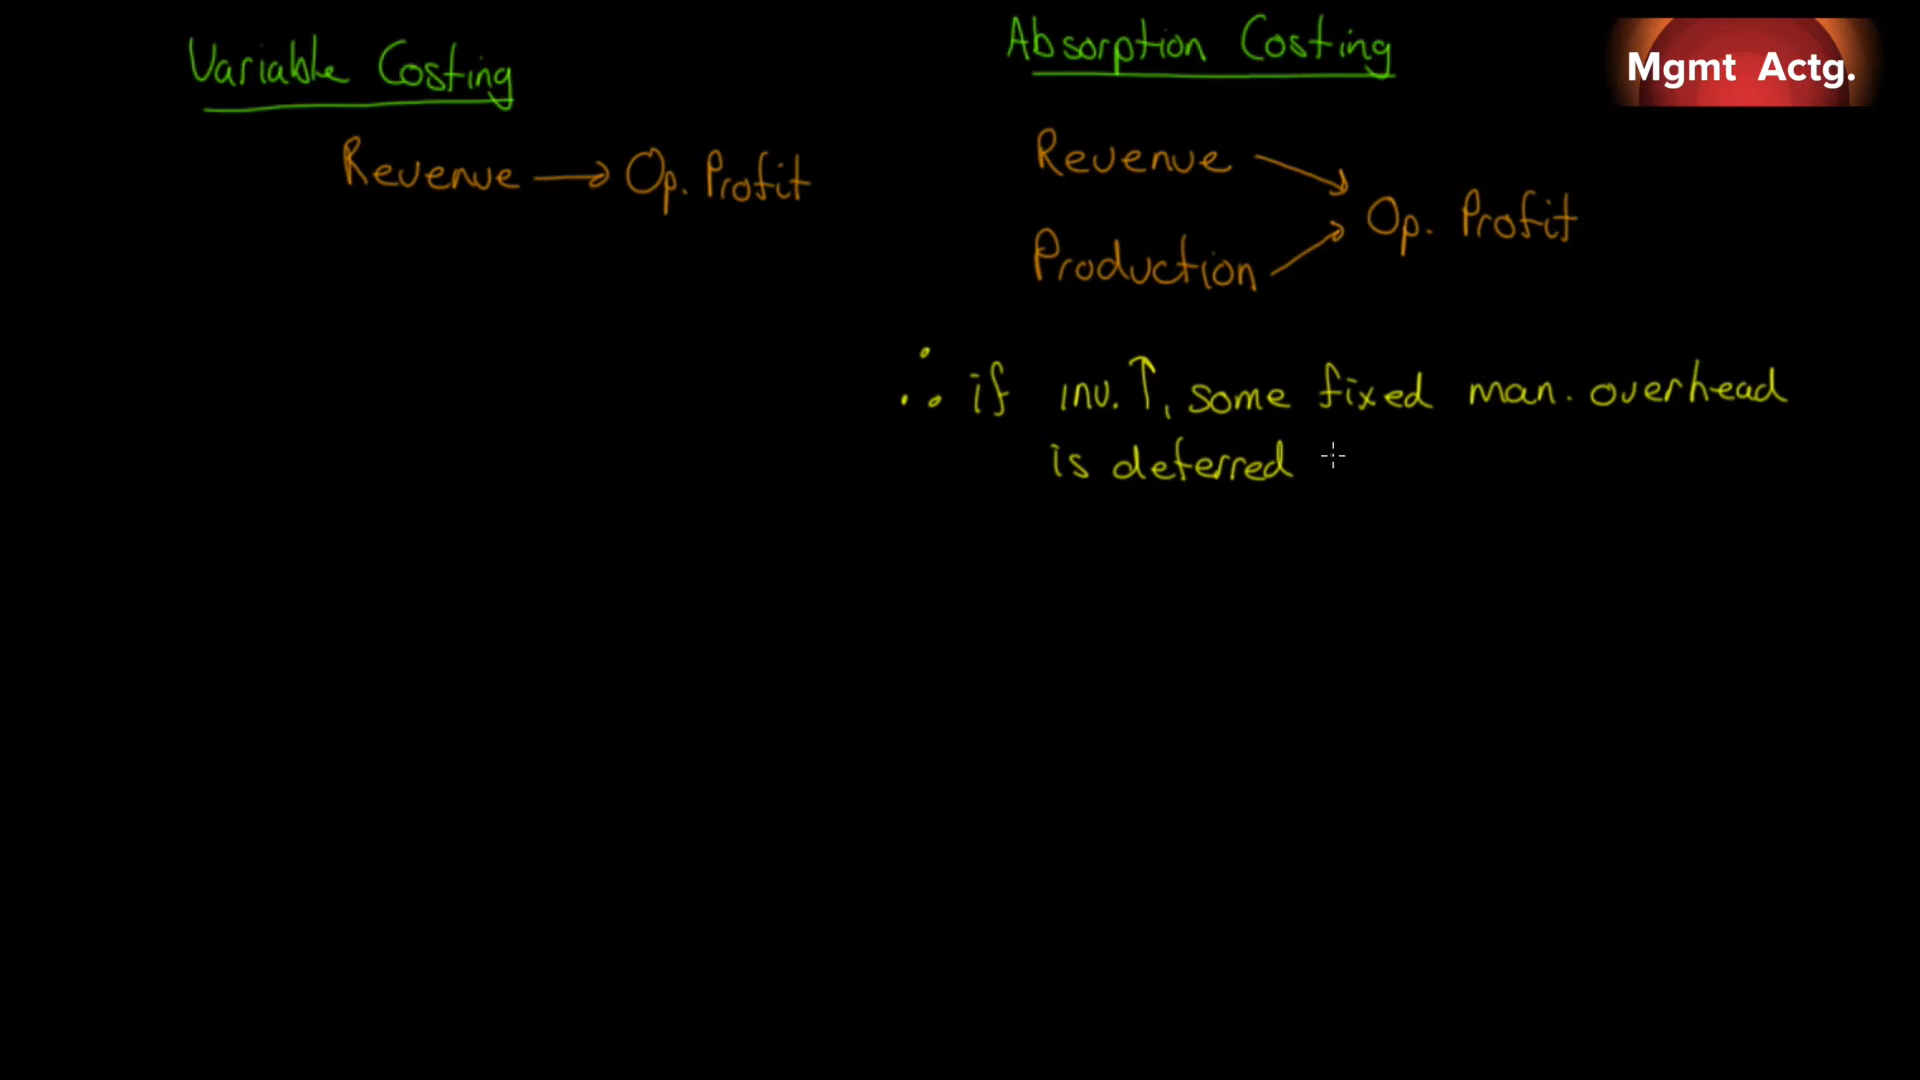 Variable Costing
Revenue → Op. Profit
Absorption Costing
Revenue
Production
Op. Profit
∴ if inv.↑, some fixed man. overhead
is deferred
Mgmt Actg.